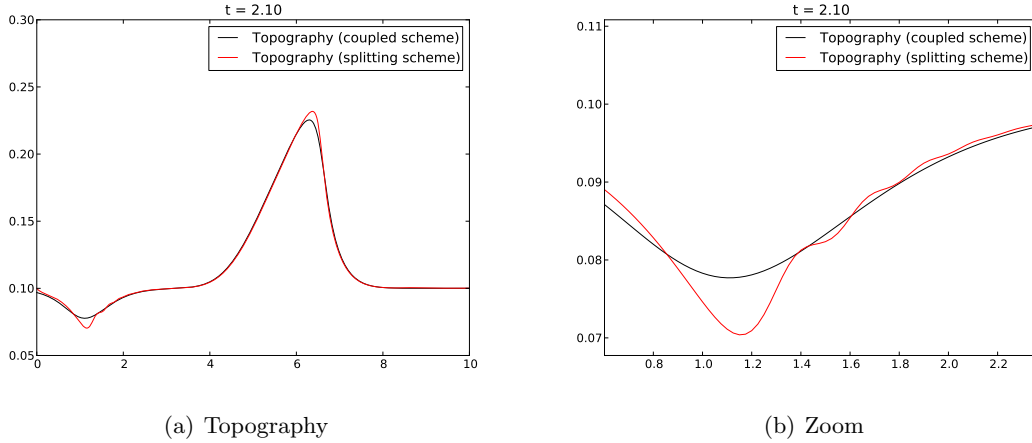 t = 2.10
0.30
0.25
0.20
0.15
0.10
0.05
Topography (coupled scheme)
Topography (splitting scheme)
0 2 4 6 8 10
(a) Topography
t = 2.10
0.11
0.10
0.09
0.08
0.07
Topography (coupled scheme)
Topography (splitting scheme)
0.8 1.0 1.2 1.4 1.6 1.8 2.0 2.2
(b) Zoom